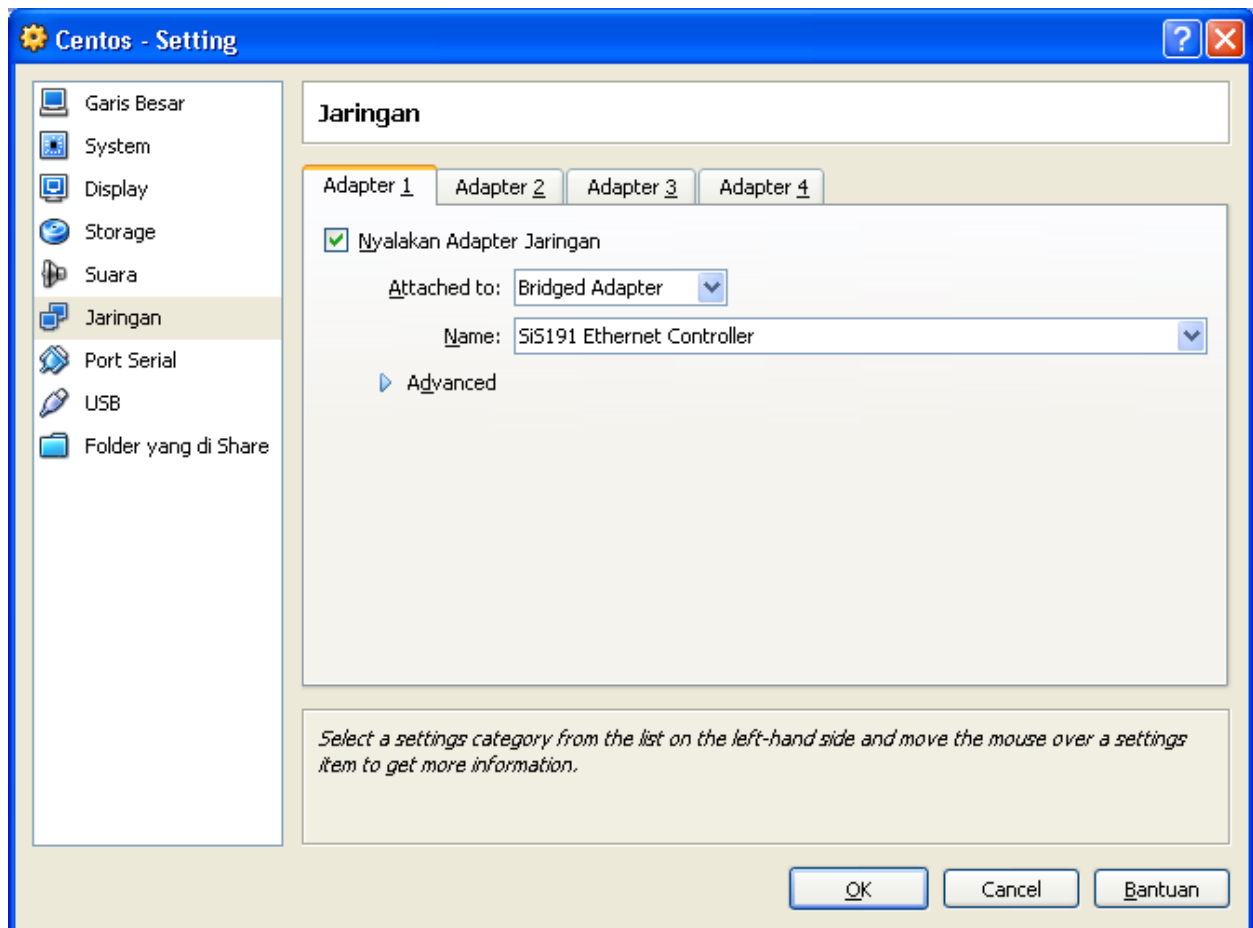 Centos - Setting
Garis Besar
System
Display
Storage
Suara
Jaringan
Port Serial
USB
Folder yang di Share
Jaringan
Adapter 1 Adapter 2 Adapter 3 Adapter 4
Nyalakan Adapter Jaringan
Attached to: Bridged Adapter
Name: SiS191 Ethernet Controller
Advanced
Select a settings category from the list on the left-hand side and move the mouse over a settings
item to get more information.
OK Cancel Bantuan